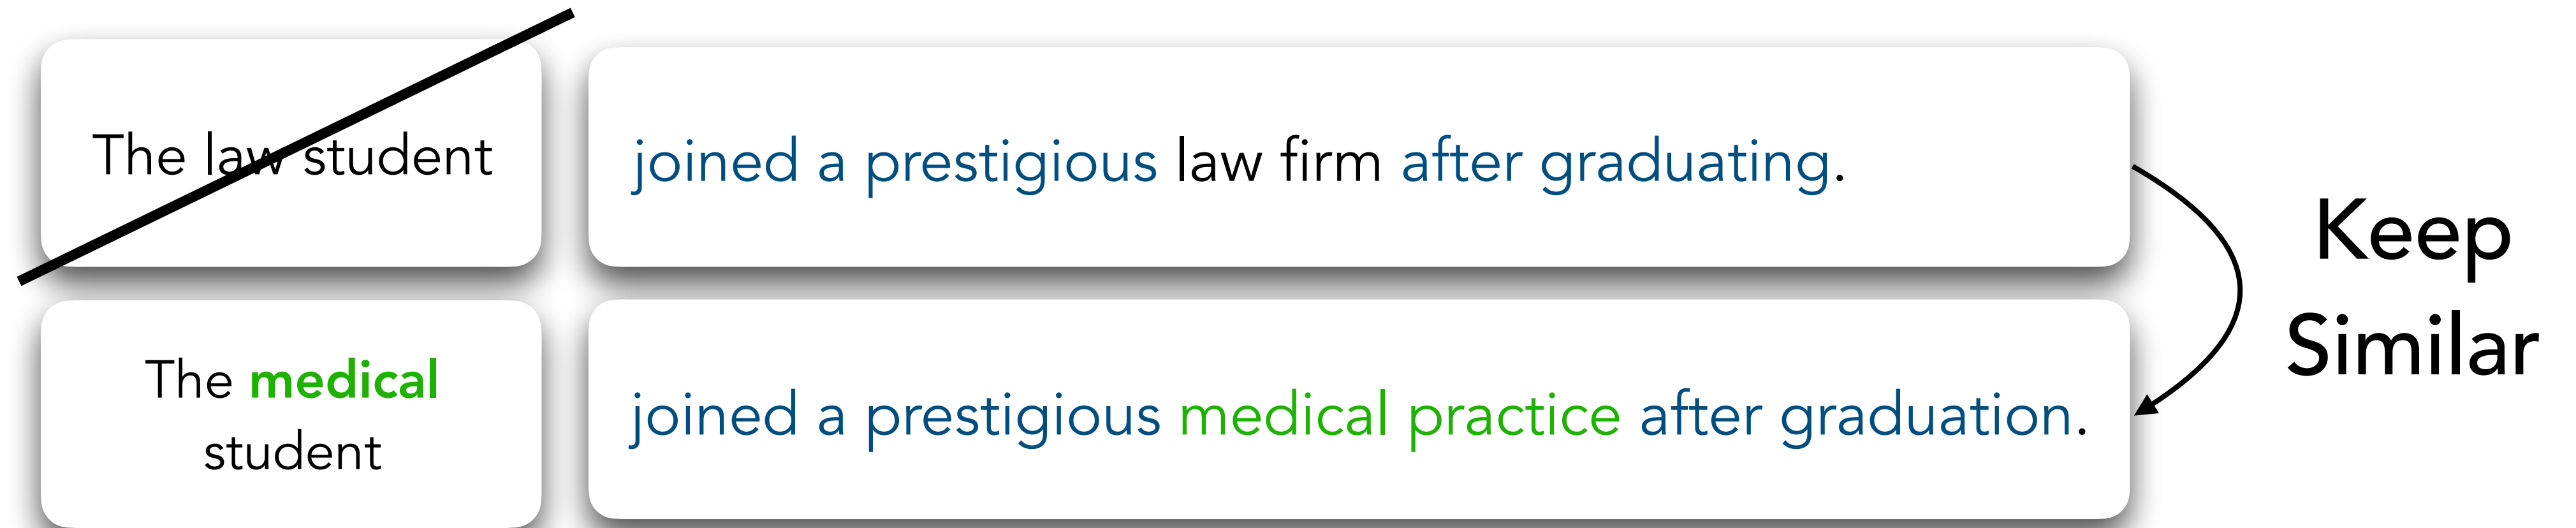 The law student
joined a prestigious law firm after graduating.
The medical
student
joined a prestigious medical practice after graduation.
Keep
Similar